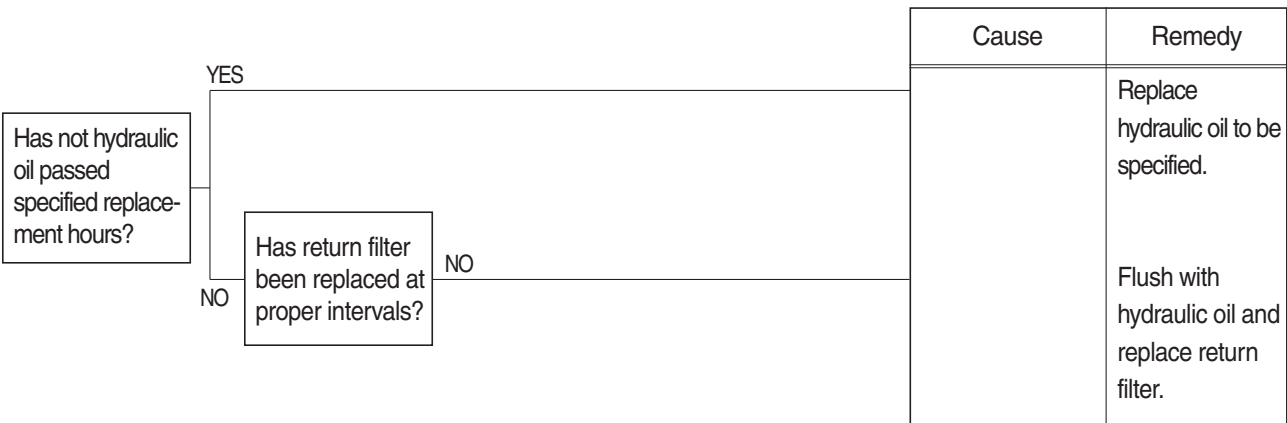 Cause
Remedy
YES
Replace
hydraulic oil to be
specified.
Has not hydraulic
oil passed
specified replace-
ment hours?
Has return filter
been replaced at
proper intervals?
NO
NO
Flush with
hydraulic oil and
replace return
filter.